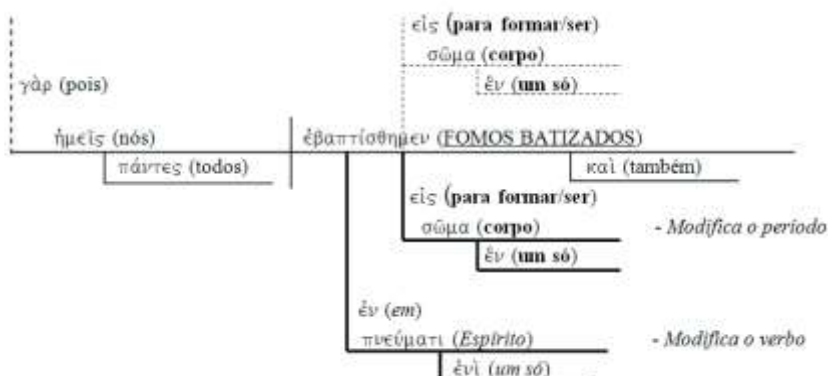 εἰς (para formar/ser)
σῶμα (corpo)
ἓν (um só)
γὰρ (pois)
ἡμεῖς (nós)
ἐβαπτίσθημεν (FOMOS BATIZADOS)
πάντες (todos)
καὶ (também)
εἰς (para formar/ser)
σῶμα (corpo)
- Modifica o período
ἓν (um só)
ἐν (em)
πνεύματι (Espírito)
- Modifica o verbo
ἑνὶ (um só)